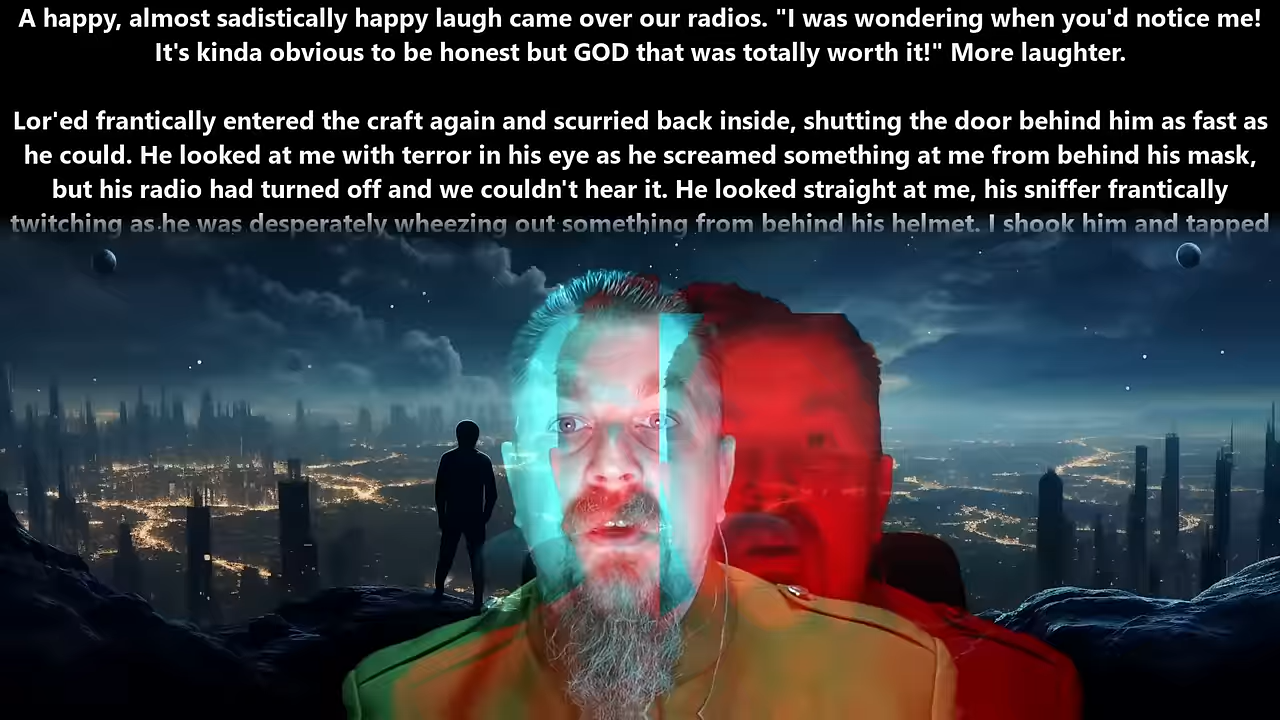 A happy, almost sadistically happy laugh came over our radios. "I was wondering when you'd notice me!
It's kinda obvious to be honest but GOD that was totally worth it!" More laughter.
Lor'ed frantically entered the craft again and scurried back inside, shutting the door behind him as fast as
he could. He looked at me with terror in his eye as he screamed something at me from behind his mask,
but his radio had turned off and we couldn't hear it. He looked straight at me, his sniffer frantically
twitching as he was desperately wheezing out something from behind his helmet. I shook him and tapped